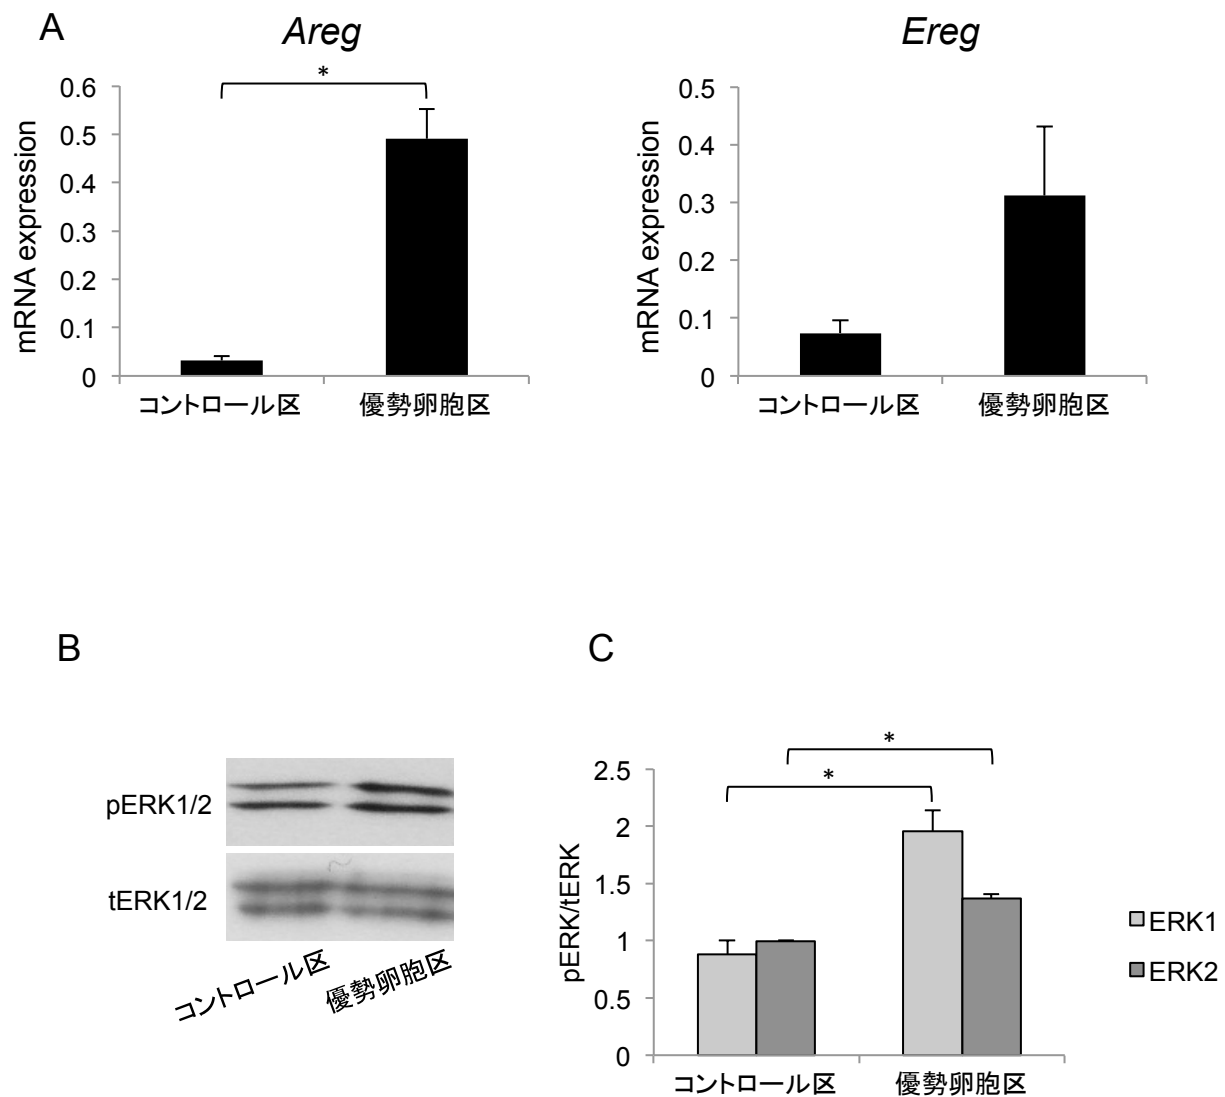 A
Areg
*
mRNA expression
0.6
0.5
0.4
0.3
0.2
0.1
0
コントロール区
優勢卵胞区
Ereg
mRNA expression
0.5
0.4
0.3
0.2
0.1
0
コントロール区
優勢卵胞区
B
pERK1/2
tERK1/2
コントロール区
優勢卵胞区
C
*
*
pERK/tERK
2.5
2
1.5
1
0.5
0
コントロール区
優勢卵胞区
ERK1
ERK2